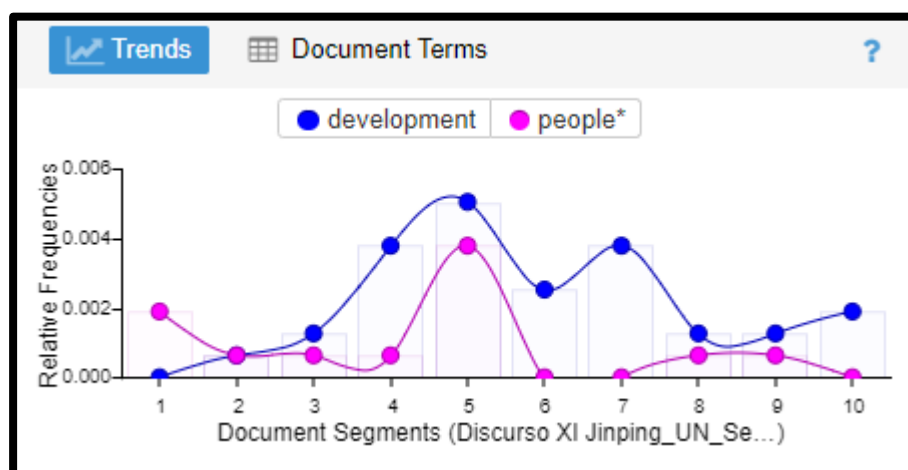 Trends Document Terms ?
development people*
Relative Frequencies
0.006
0.004
0.002
0.000
1 2 3 4 5 6 7 8 9 10
Document Segments (Discurso XI Jinping_UN_Se...)